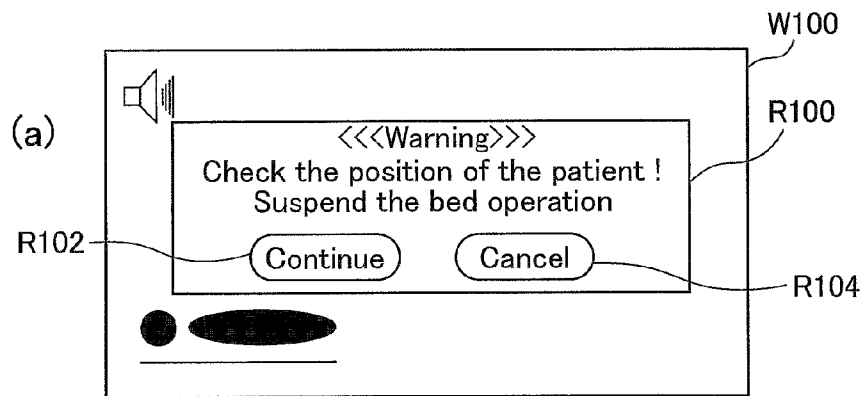 W100
(a)
R100
<<<Warning>>>
Check the position of the patient !
Suspend the bed operation
R102
Continue
Cancel
R104